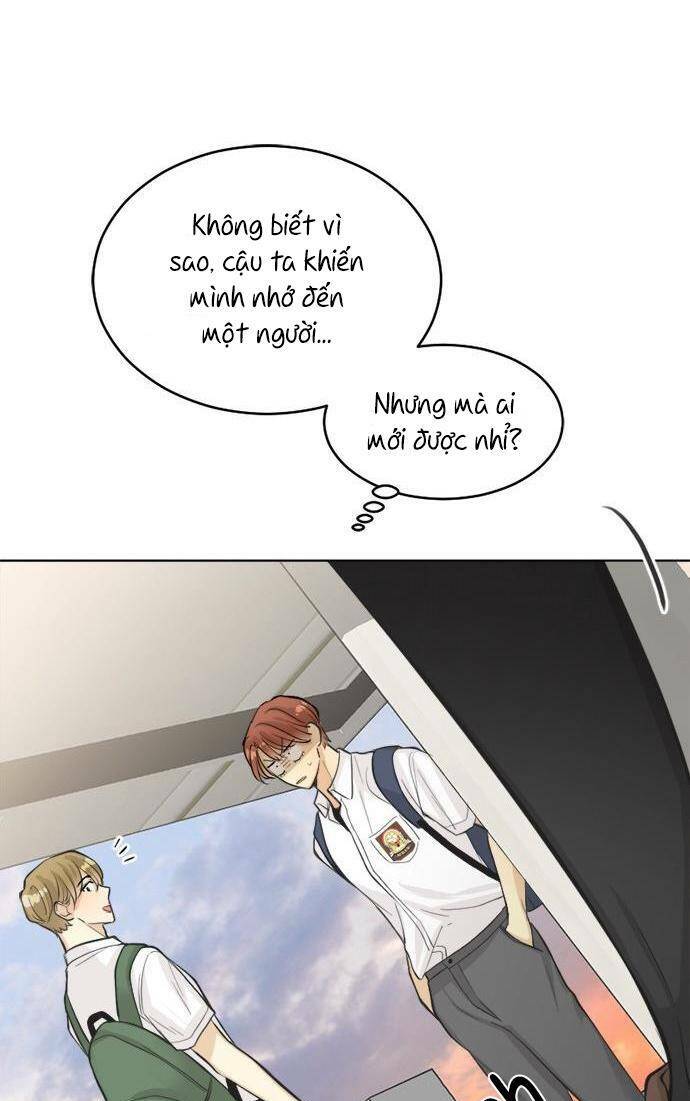 Không biết vì
sao, cậu ta khiến
mình nhớ đến
một người...
Nhưng mà ai
mới được nhỉ?